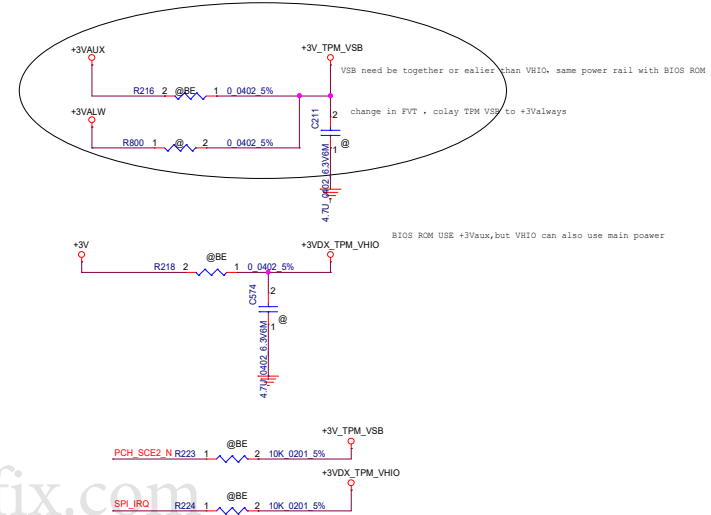 +3VAUX
+3V_TPM_VSB
VSB need be together or ealier than VHIO, same power rail with BIOS ROM
R216 2 @BE 1 0_0402_5%
+3VALW
C211
2
change in FVT , colay TPM VSB to +3Valways
R800 1 @ 2 0_0402_5%
1 @
4.7U_0402_6.3V6M
BIOS ROM USE +3Vaux,but VHIO can also use main poawer
+3V
+3VDX_TPM_VHIO
R218 2 @BE 1 0_0402_5%
C574
2
1 @
4.7U_0402_6.3V6M
+3V_TPM_VSB
PCH_SCE2_N R223 1 @BE 2 10K_0201_5%
+3VDX_TPM_VHIO
SPI_IRQ R224 1 @BE 2 10K_0201_5%
fix.com